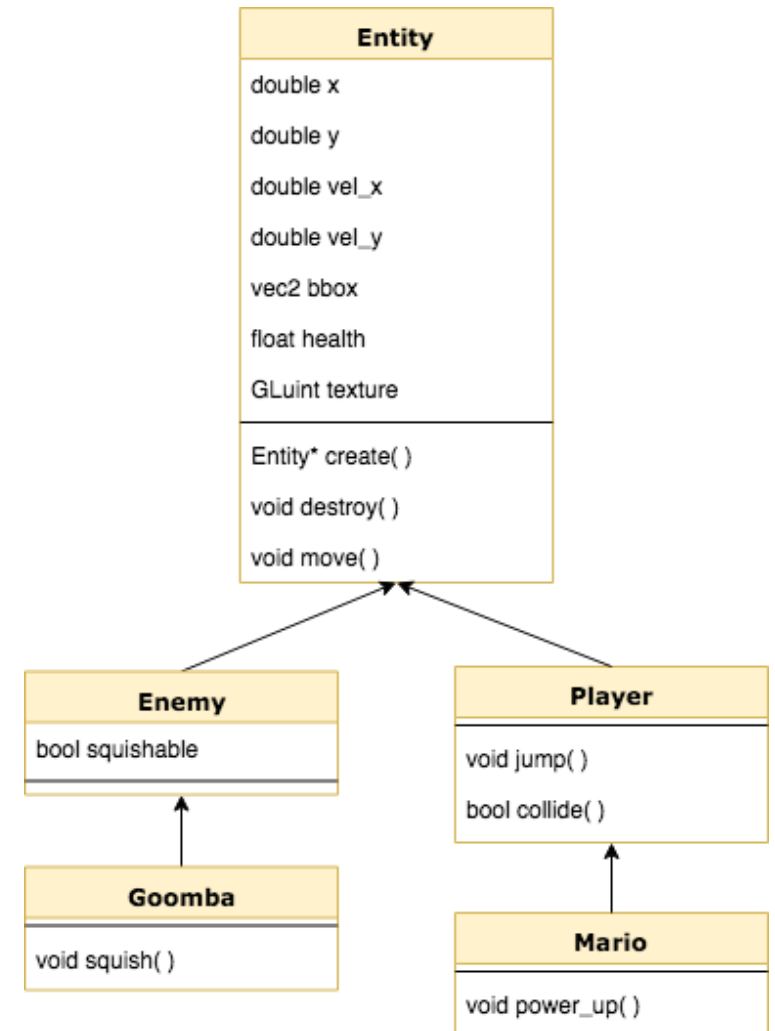 Entity
double x
double y
double vel_x
double vel_y
vec2 bbox
float health
GLuint texture
Entity* create( )
void destroy( )
void move( )
Enemy
bool squishable
Goomba
void squish( )
Player
void jump( )
bool collide( )
Mario
void power_up( )